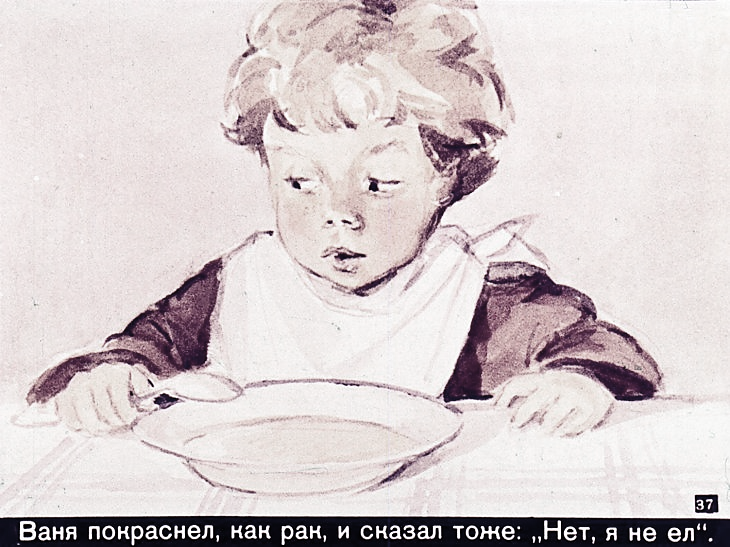 37
Ваня покраснел, как рак, и сказал тоже: „Нет, я не ел“.